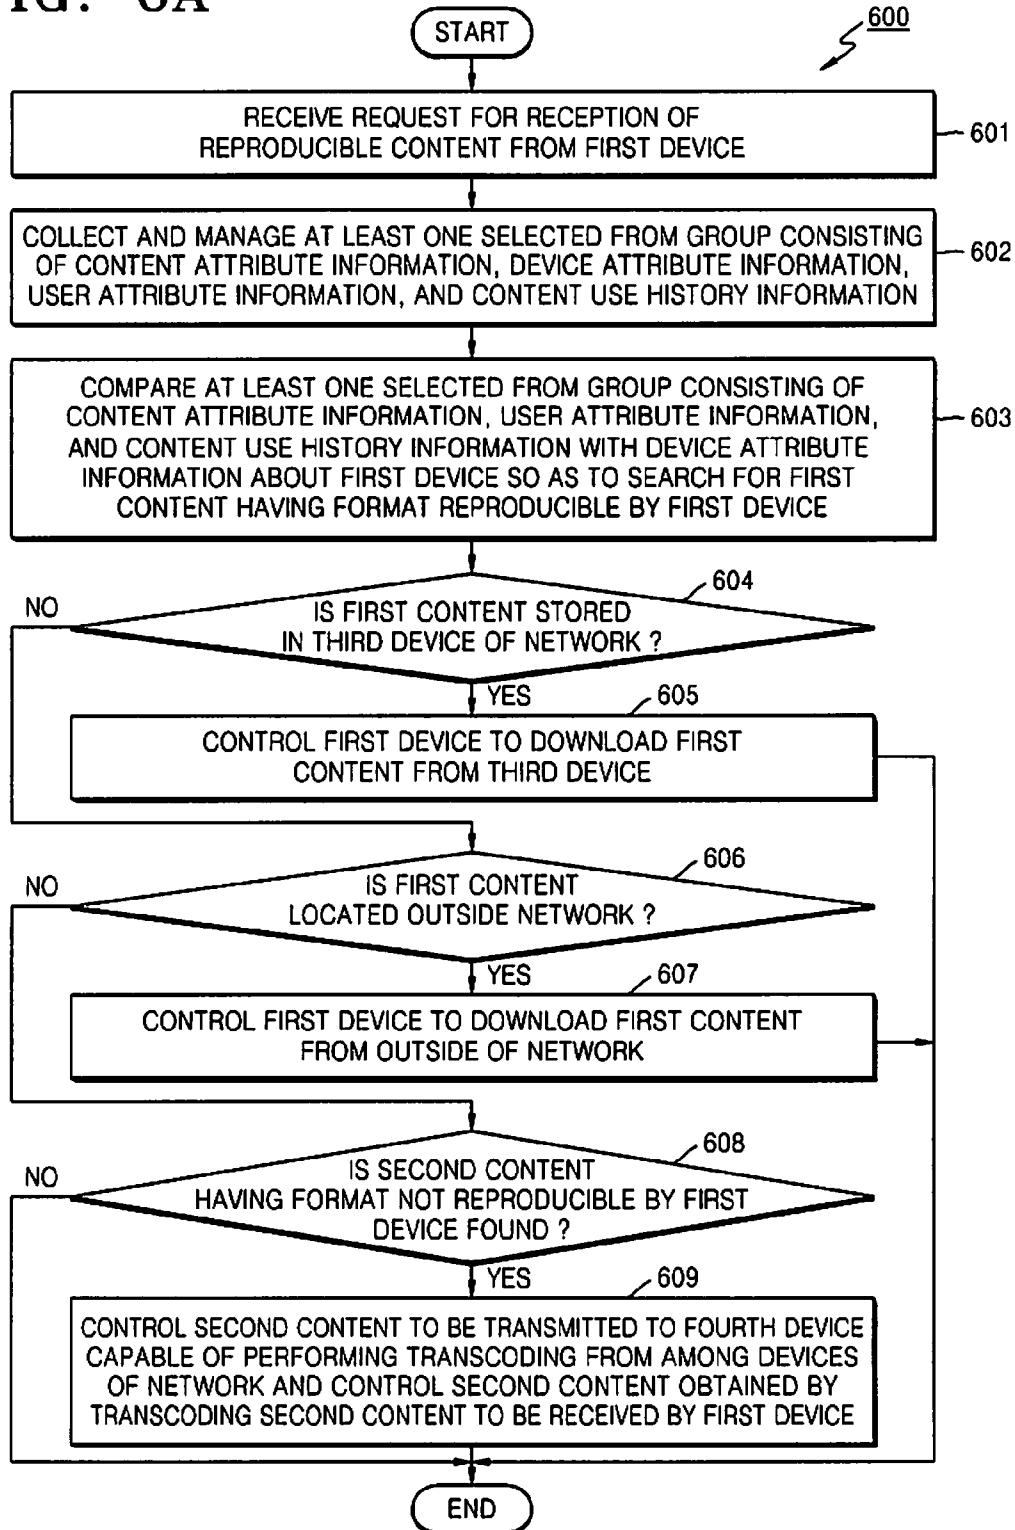 IG. 6A
START
600
RECEIVE REQUEST FOR RECEPTION OF
REPRODUCIBLE CONTENT FROM FIRST DEVICE
601
COLLECT AND MANAGE AT LEAST ONE SELECTED FROM GROUP CONSISTING
OF CONTENT ATTRIBUTE INFORMATION, DEVICE ATTRIBUTE INFORMATION,
USER ATTRIBUTE INFORMATION, AND CONTENT USE HISTORY INFORMATION
602
COMPARE AT LEAST ONE SELECTED FROM GROUP CONSISTING OF
CONTENT ATTRIBUTE INFORMATION, USER ATTRIBUTE INFORMATION,
AND CONTENT USE HISTORY INFORMATION WITH DEVICE ATTRIBUTE
INFORMATION ABOUT FIRST DEVICE SO AS TO SEARCH FOR FIRST
CONTENT HAVING FORMAT REPRODUCIBLE BY FIRST DEVICE
603
604
NO
IS FIRST CONTENT STORED
IN THIRD DEVICE OF NETWORK ?
YES
605
CONTROL FIRST DEVICE TO DOWNLOAD FIRST
CONTENT FROM THIRD DEVICE
606
NO
IS FIRST CONTENT
LOCATED OUTSIDE NETWORK ?
YES
607
CONTROL FIRST DEVICE TO DOWNLOAD FIRST CONTENT
FROM OUTSIDE OF NETWORK
608
NO
IS SECOND CONTENT
HAVING FORMAT NOT REPRODUCIBLE BY FIRST
DEVICE FOUND ?
YES
609
CONTROL SECOND CONTENT TO BE TRANSMITTED TO FOURTH DEVICE
CAPABLE OF PERFORMING TRANSCODING FROM AMONG DEVICES
OF NETWORK AND CONTROL SECOND CONTENT OBTAINED BY
TRANSCODING SECOND CONTENT TO BE RECEIVED BY FIRST DEVICE
END